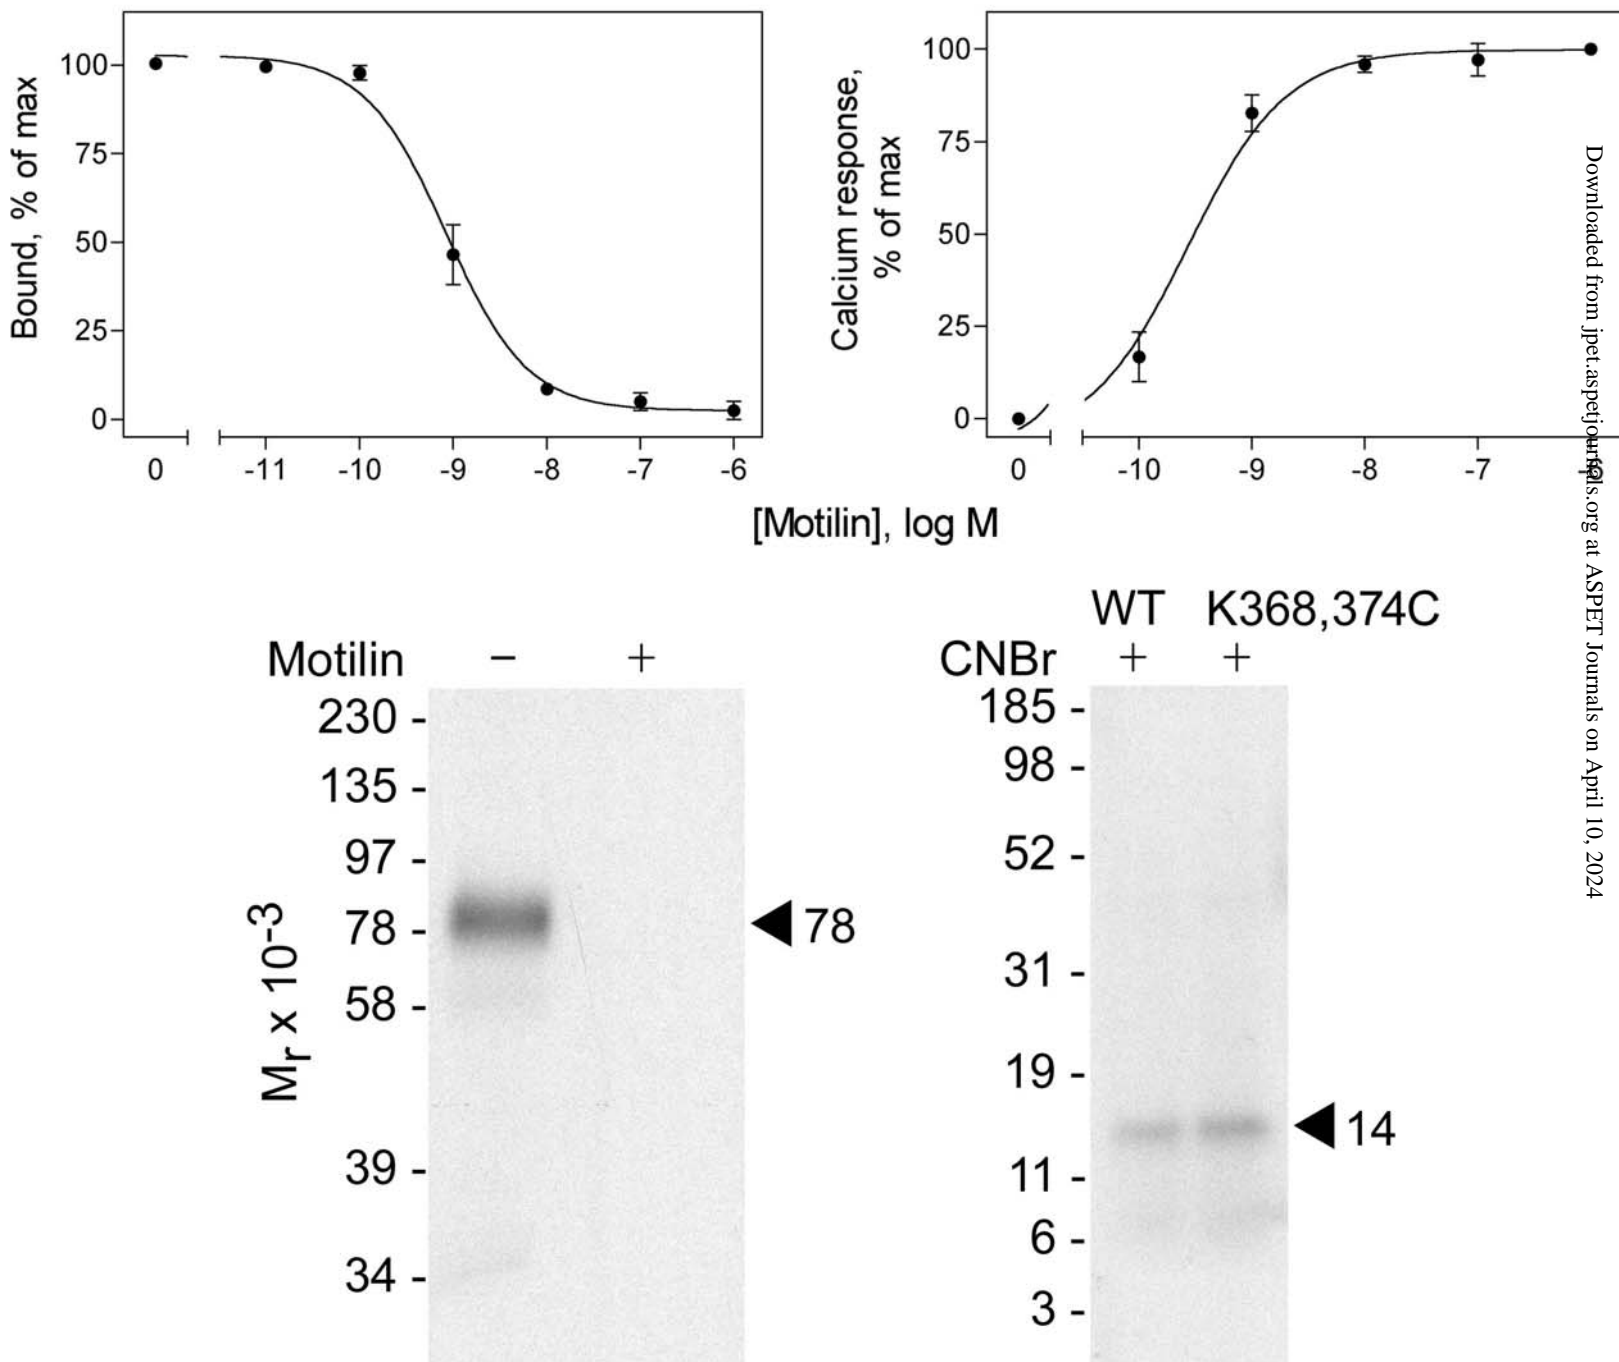 Bound, % of max
100
75
50
25
0
0 -11 -10 -9 -8 -7 -6
Calcium response,
% of max
100
75
50
25
0
0 -10 -9 -8 -7
[Motilin], log M
Downloaded from jpet.aspetjournals.org at ASPET Journals on April 10, 2024
Motilin − +
M_r x 10^-3
230 -
135 -
97 -
78 -
58 -
39 -
34 -
◀78
WT K368,374C
CNBr + +
185 -
98 -
52 -
31 -
19 -
11 -
6 -
3 -
◀14